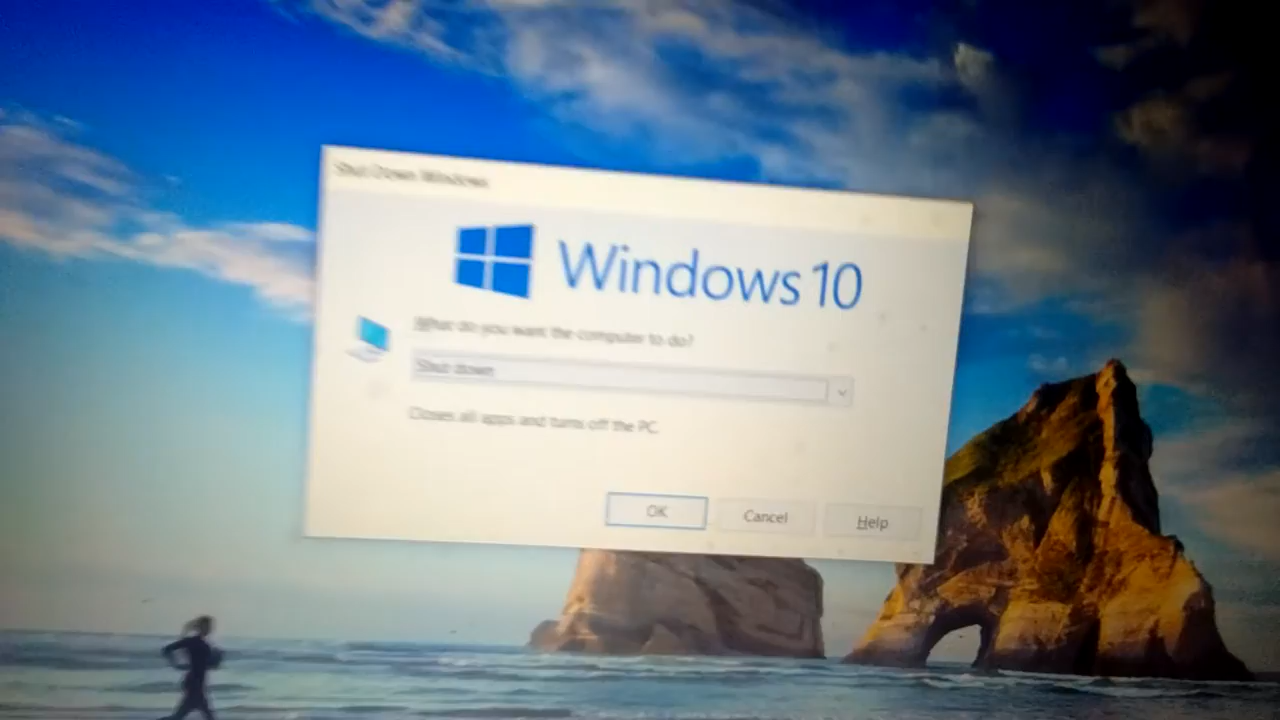 Shut Down Windows
Windows 10
What do you want the computer to do?
Shut down
Closes all apps and turns off the PC.
OK
Cancel
Help